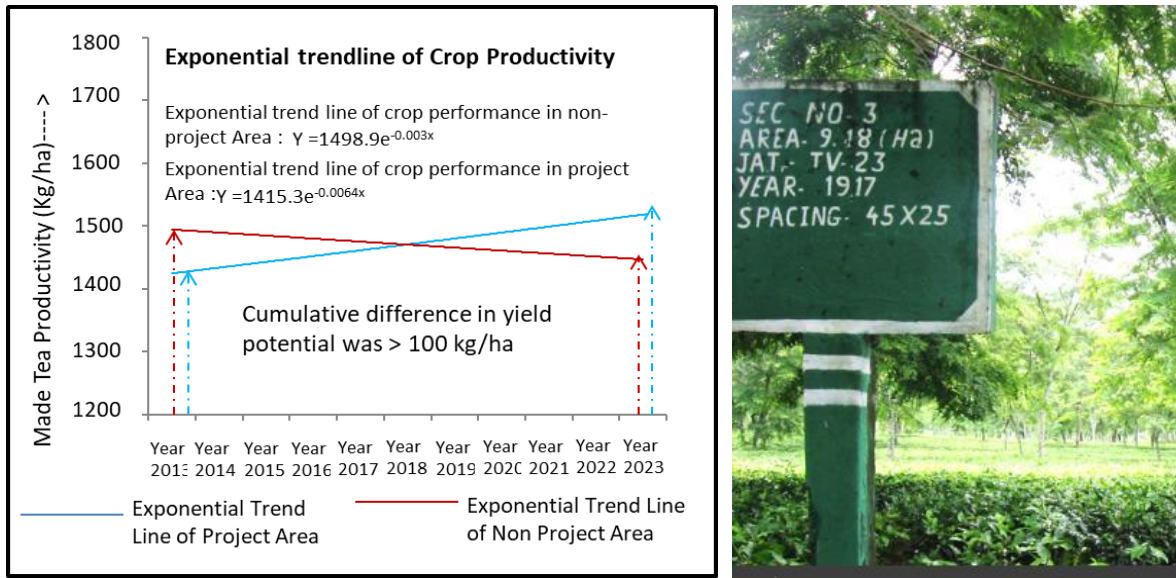 Exponential trendline of Crop Productivity
Exponential trend line of crop performance in non-
project Area : Y =1498.9e^-0.003x
Exponential trend line of crop performance in project
Area :Y =1415.3e^-0.0064x
Made Tea Productivity (Kg/ha)---- >
1800
1700
1600
1500
1400
1300
1200
Cumulative difference in yield
potential was > 100 kg/ha
Year Year Year Year Year Year Year Year Year Year Year
2013 2014 2015 2016 2017 2018 2019 2020 2021 2022 2023
Exponential Trend
Line of Project Area
Exponential Trend Line
of Non Project Area
SEC NO. 3
AREA- 9.18 (Ha)
JAT.- TV-23
YEAR- 1917
SPACING- 45X25